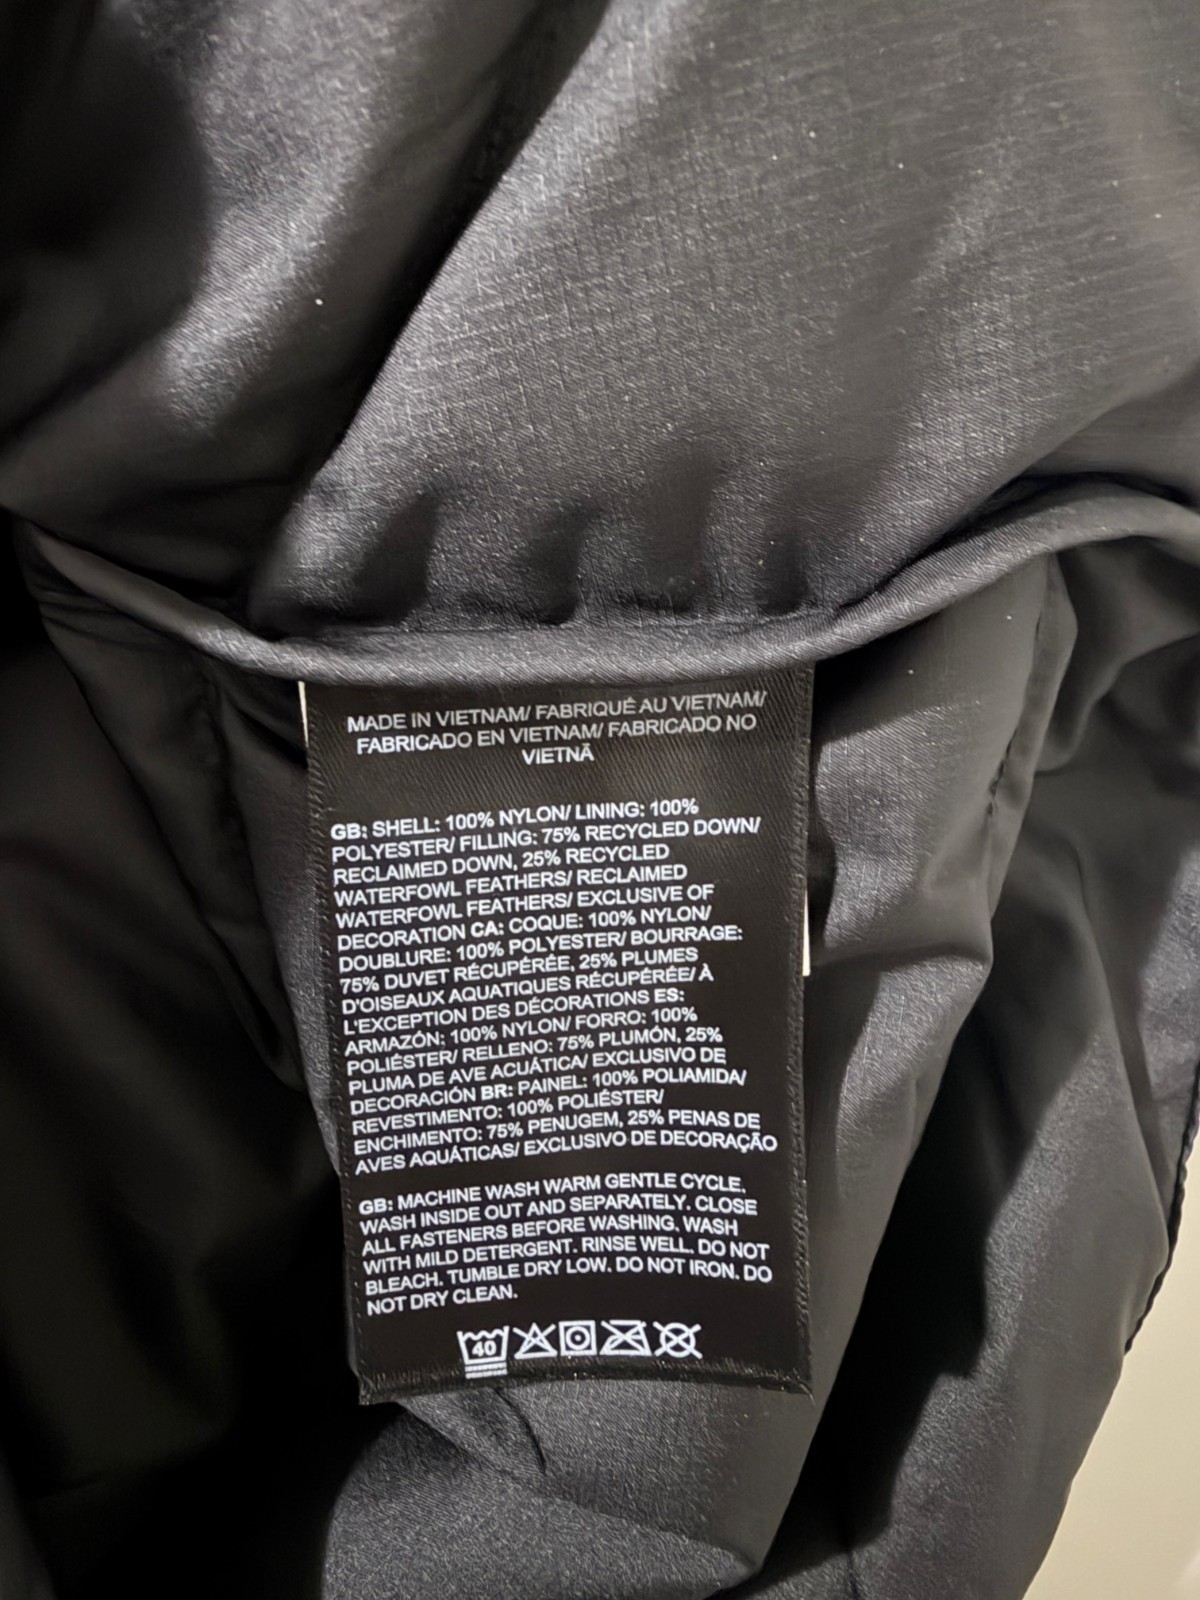 MADE IN VIETNAM/ FABRIQUÉ AU VIETNAM/
FABRICADO EN VIETNAM/ FABRICADO NO
VIETNÃ
GB: SHELL: 100% NYLON/ LINING: 100%
POLYESTER/ FILLING: 75% RECYCLED DOWN/
RECLAIMED DOWN, 25% RECYCLED
WATERFOWL FEATHERS/ RECLAIMED
WATERFOWL FEATHERS/ EXCLUSIVE OF
DECORATION CA: COQUE: 100% NYLON/
DOUBLURE: 100% POLYESTER/ BOURRAGE:
75% DUVET RÉCUPÉRÉE, 25% PLUMES
D'OISEAUX AQUATIQUES RÉCUPÉRÉE/ À
L'EXCEPTION DES DÉCORATIONS ES:
ARMAZÓN: 100% NYLON/ FORRO: 100%
POLIÉSTER/ RELLENO: 75% PLUMÓN, 25%
PLUMA DE AVE ACUÁTICA/ EXCLUSIVO DE
DECORACIÓN BR: PAINEL: 100% POLIAMIDA/
REVESTIMENTO: 100% POLIÉSTER/
ENCHIMENTO: 75% PENUGEM, 25% PENAS DE
AVES AQUÁTICAS/ EXCLUSIVO DE DECORAÇÃO
GB: MACHINE WASH WARM GENTLE CYCLE.
WASH INSIDE OUT AND SEPARATELY. CLOSE
ALL FASTENERS BEFORE WASHING. WASH
WITH MILD DETERGENT. RINSE WELL. DO NOT
BLEACH. TUMBLE DRY LOW. DO NOT IRON. DO
NOT DRY CLEAN.
40